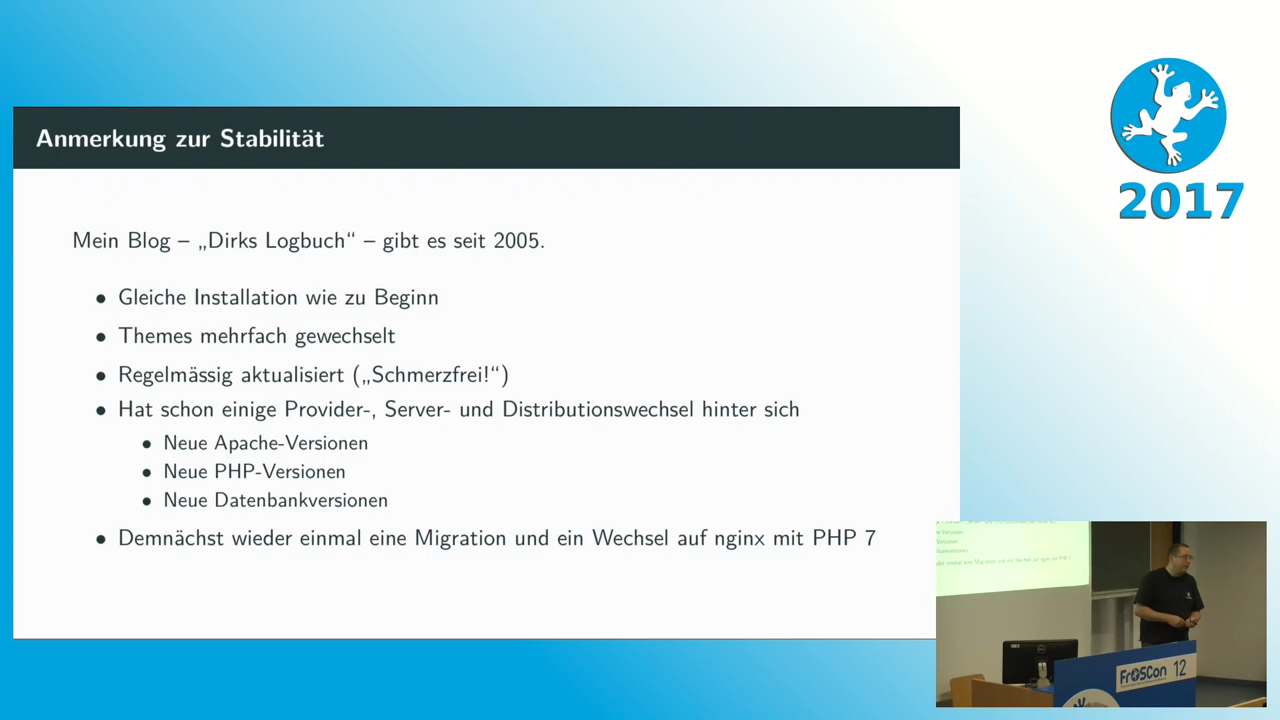 Anmerkung zur Stabilität
2017
Mein Blog – „Dirks Logbuch“ – gibt es seit 2005.
• Gleiche Installation wie zu Beginn
• Themes mehrfach gewechselt
• Regelmässig aktualisiert („Schmerzfrei!“)
• Hat schon einige Provider-, Server- und Distributionswechsel hinter sich
• Neue Apache-Versionen
• Neue PHP-Versionen
• Neue Datenbankversionen
• Demnächst wieder einmal eine Migration und ein Wechsel auf nginx mit PHP 7
FrOSCon 12